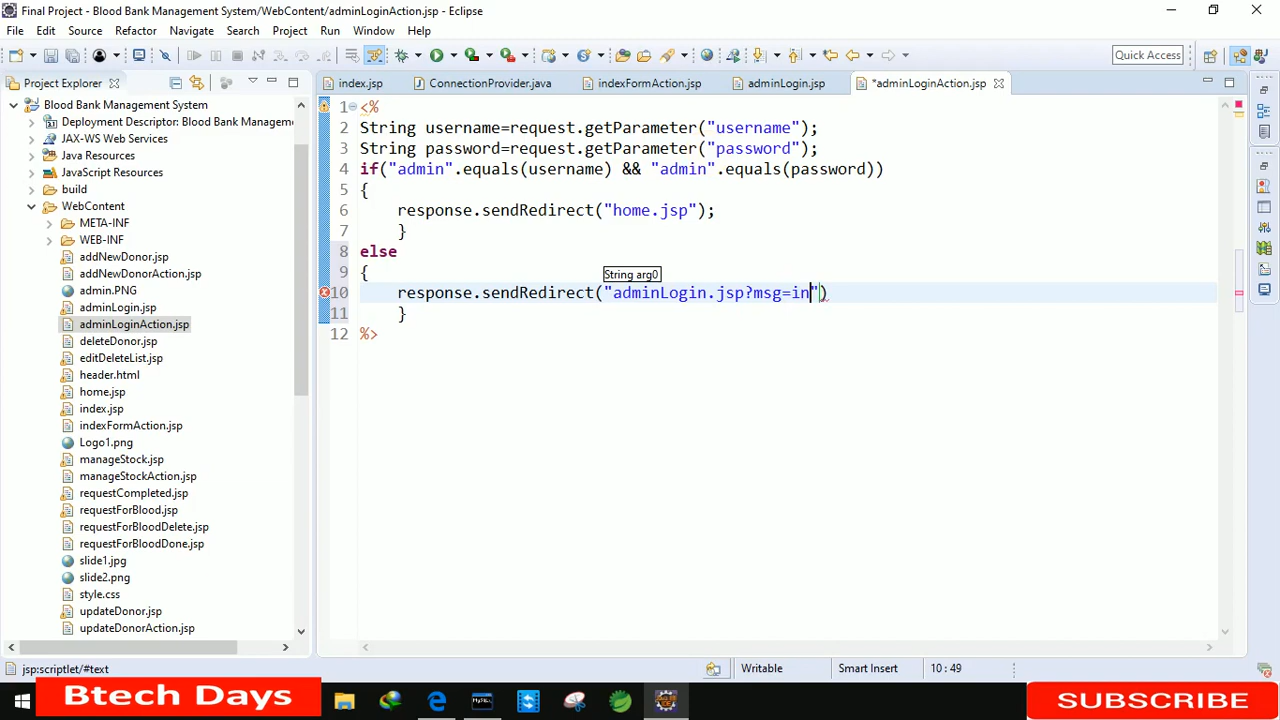 Final Project - Blood Bank Management System/WebContent/adminLoginAction.jsp - Eclipse
File Edit Source Refactor Navigate Search Project Run Window Help
Quick Access
Project Explorer
index.jsp ConnectionProvider.java indexFormAction.jsp adminLogin.jsp *adminLoginAction.jsp
Blood Bank Management System
Deployment Descriptor: Blood Bank Manageme
JAX-WS Web Services
Java Resources
JavaScript Resources
build
WebContent
META-INF
WEB-INF
addNewDonor.jsp
addNewDonorAction.jsp
admin.PNG
adminLogin.jsp
adminLoginAction.jsp
deleteDonor.jsp
editDeleteList.jsp
header.html
home.jsp
index.jsp
indexFormAction.jsp
Logo1.png
manageStock.jsp
manageStockAction.jsp
requestCompleted.jsp
requestForBlood.jsp
requestForBloodDelete.jsp
requestForBloodDone.jsp
slide1.jpg
slide2.png
style.css
updateDonor.jsp
updateDonorAction.jsp
1 <%
2 String username=request.getParameter("username");
3 String password=request.getParameter("password");
4 if("admin".equals(username) && "admin".equals(password))
5 {
6 response.sendRedirect("home.jsp");
7 }
8 else
9 {
String arg0
10 response.sendRedirect("adminLogin.jsp?msg=in")
11 }
12 %>
jsp:scriptlet/#text
Writable Smart Insert 10 : 49
Btech Days
SUBSCRIBE